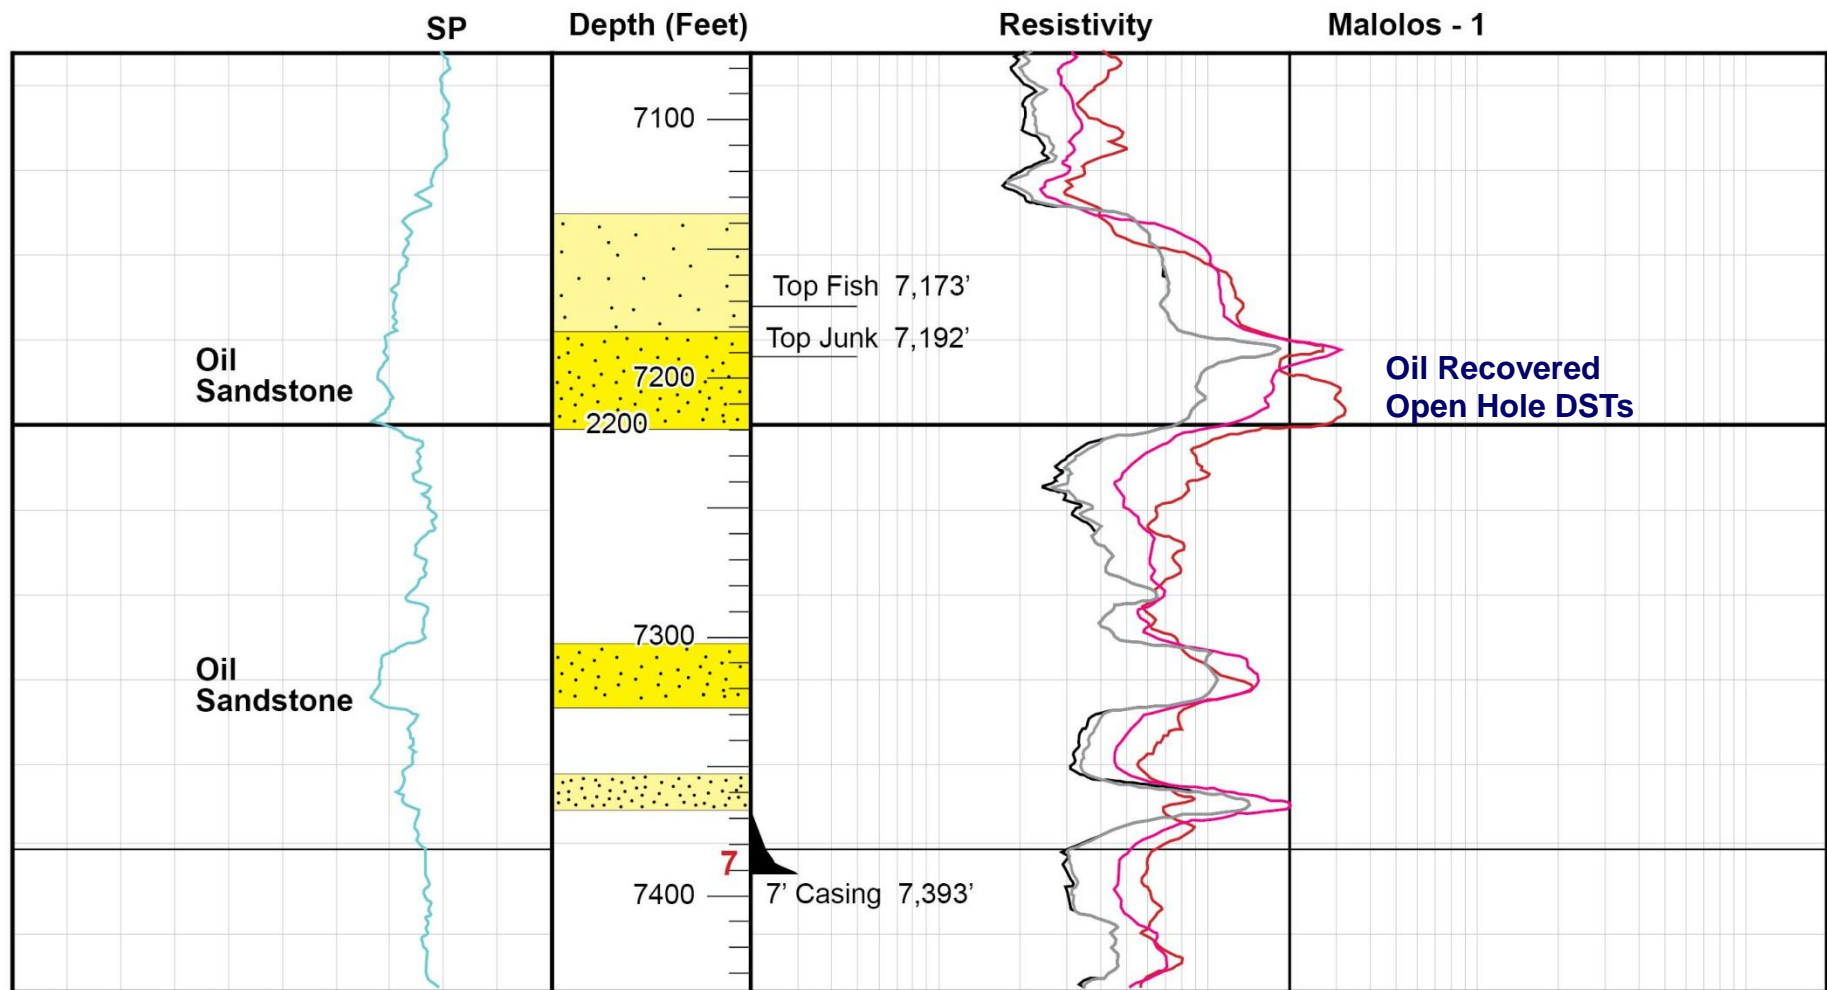 SP
Depth (Feet)
Resistivity
Malolos - 1
7100
Top Fish 7,173’
Top Junk 7,192’
Oil
Sandstone
7200
2200
Oil Recovered
Open Hole DSTs
7300
Oil
Sandstone
7
7400
7’ Casing 7,393’